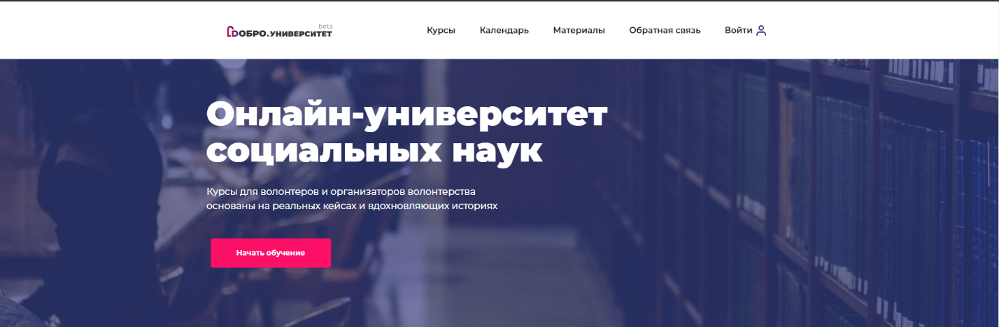 beta
ДОБРО.УНИВЕРСИТЕТ
Курсы Календарь Материалы Обратная связь Войти
Онлайн-университет
социальных наук
Курсы для волонтеров и организаторов волонтерства
основаны на реальных кейсах и вдохновляющих историях
Начать обучение